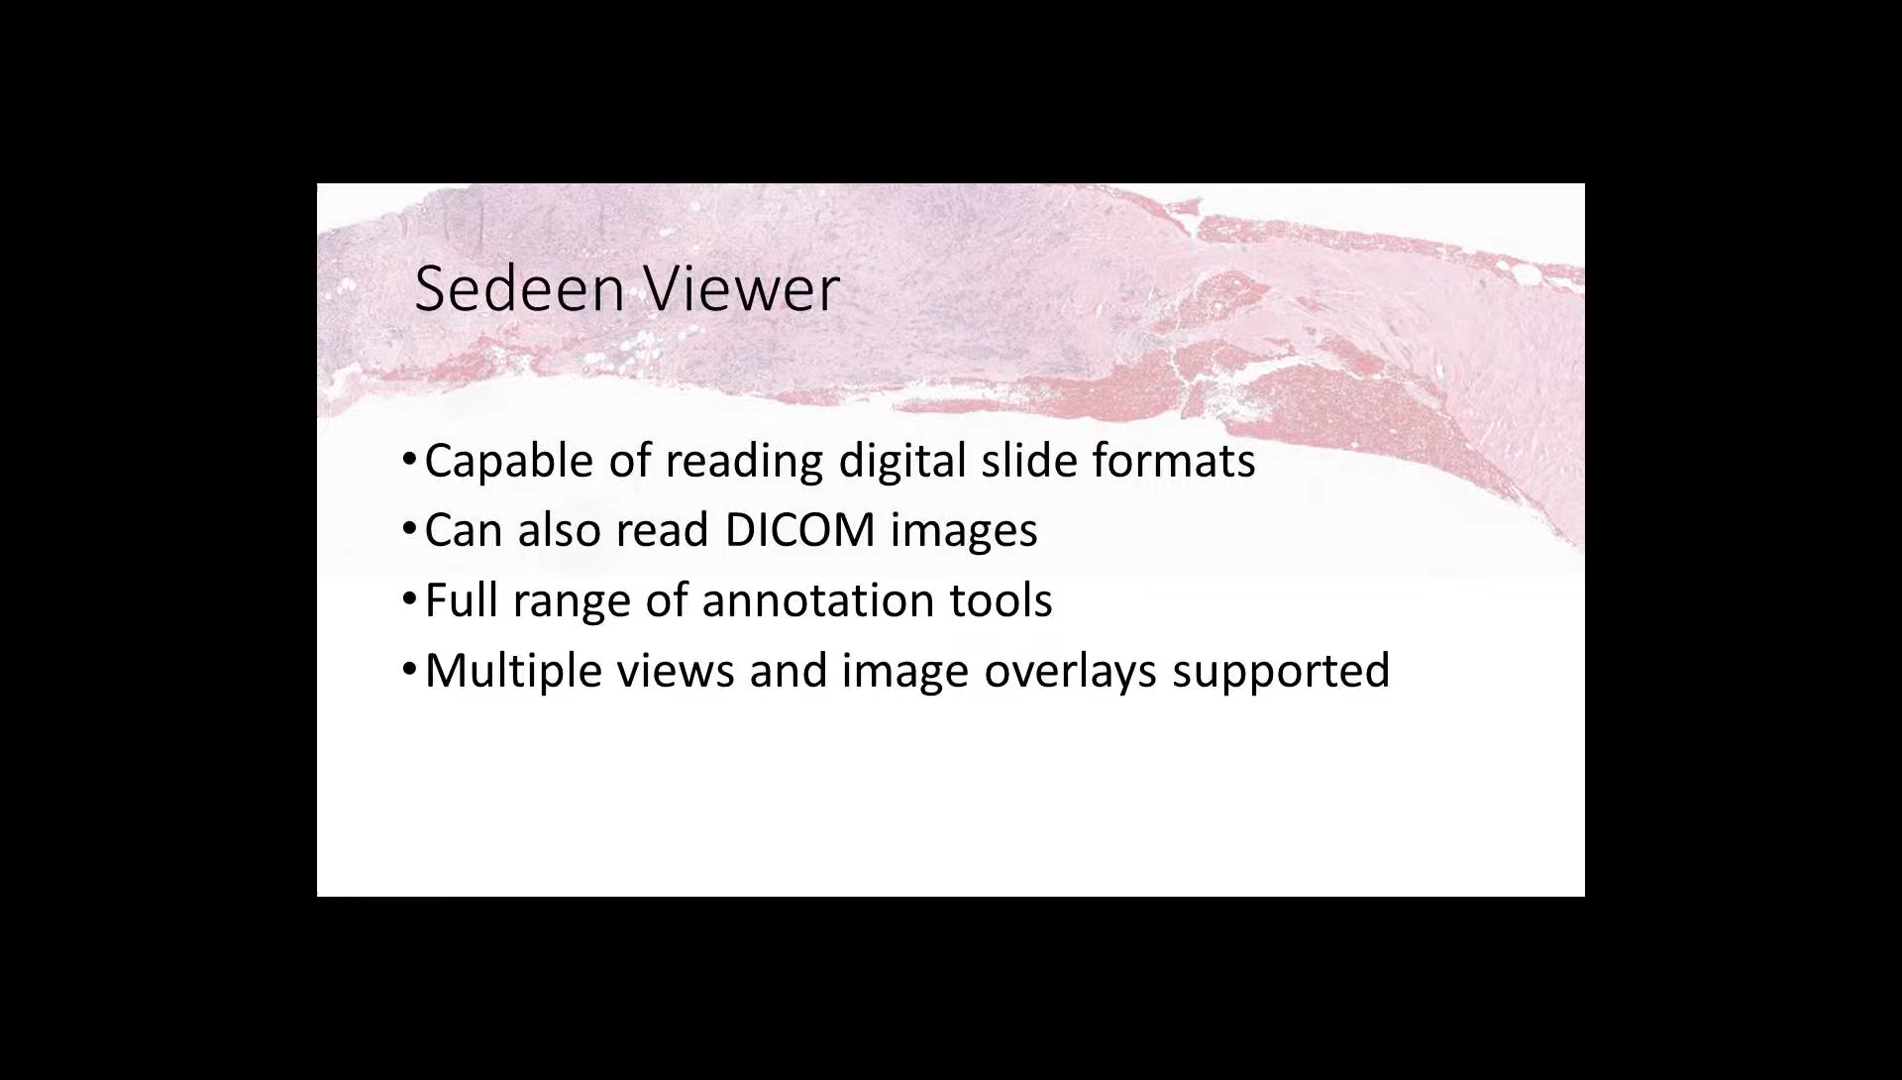 Sedeen Viewer
•Capable of reading digital slide formats
•Can also read DICOM images
•Full range of annotation tools
•Multiple views and image overlays supported